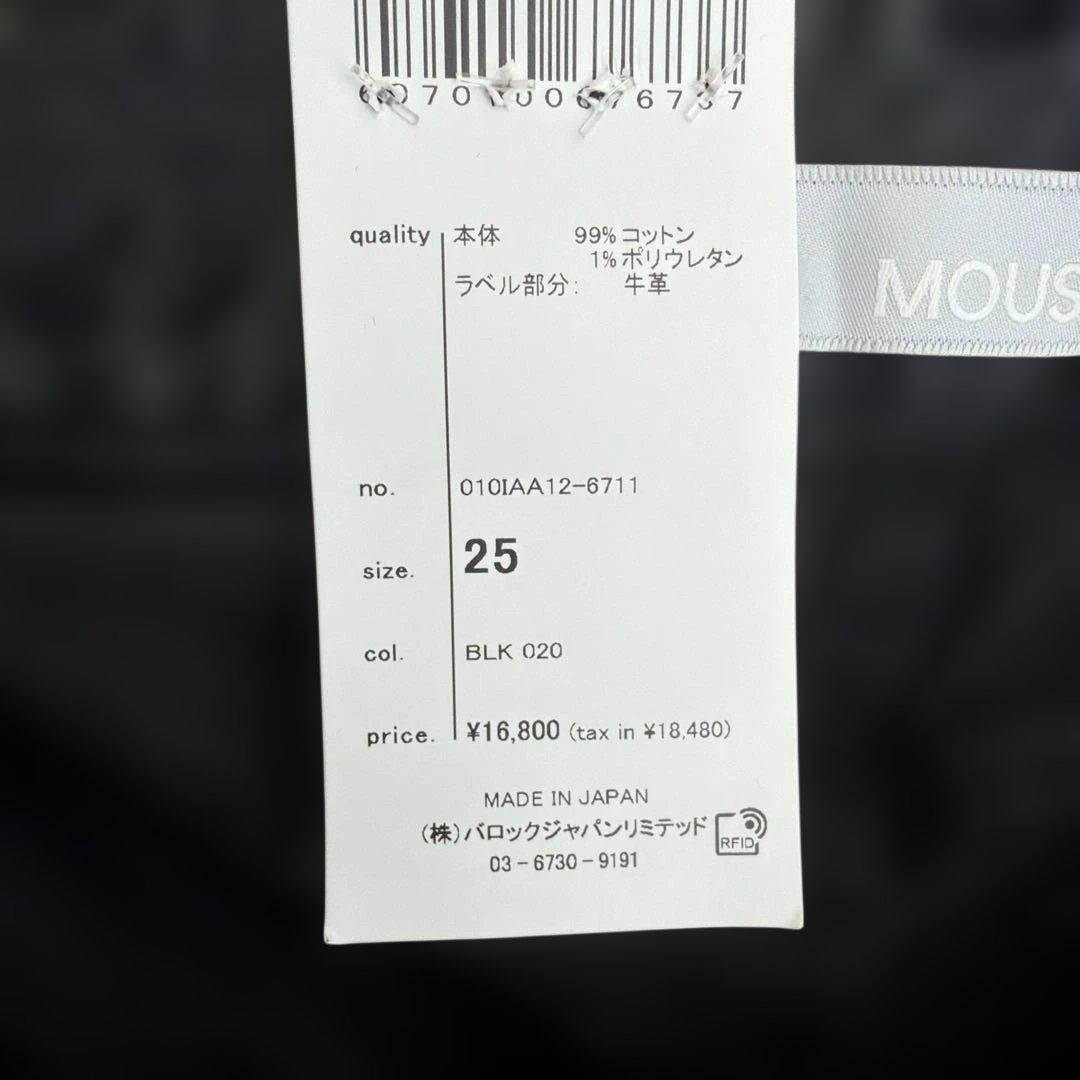 quality 本体 99% コットン
1% ポリウレタン
ラベル部分: 牛革
MOUS
no. 010IAA12-6711
size. 25
col. BLK 020
price. ¥16,800 (tax in ¥18,480)
MADE IN JAPAN
(株)バロックジャパンリミテッド
RFID
03-6730-9191